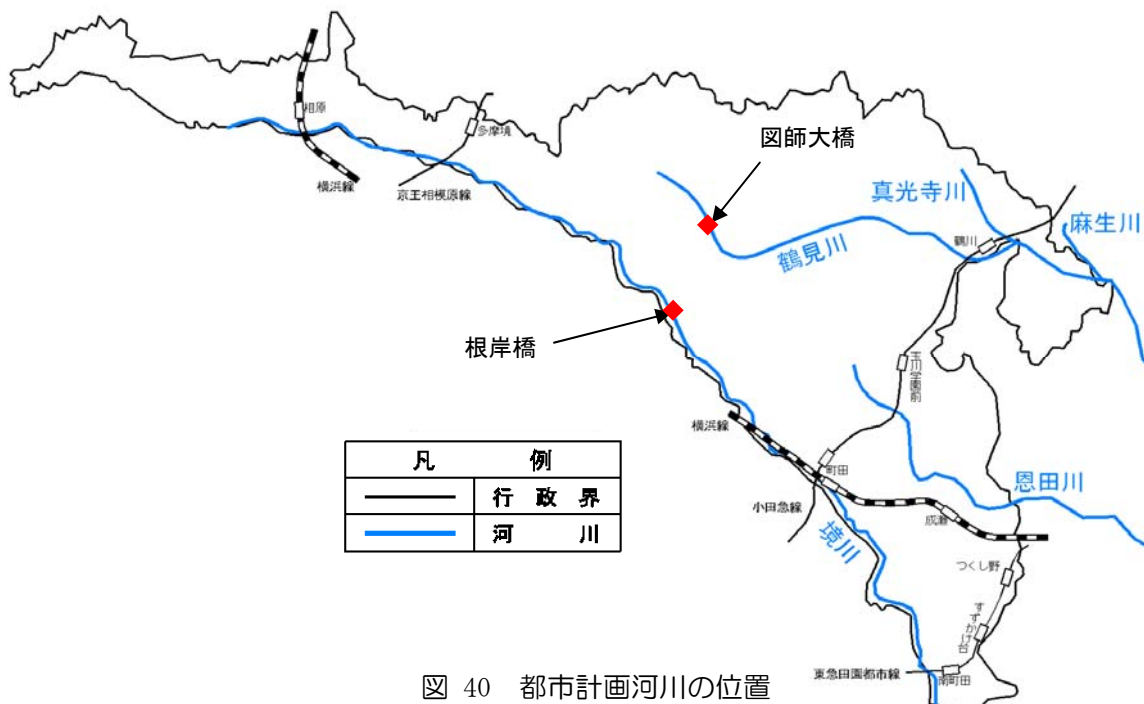 相原
横浜線
多摩境
京王相模原線
図師大橋
真光寺川
麻生川
鶴川
鶴見川
根岸橋
玉川学園前
横浜線
町田
小田急線
成瀬
恩田川
境川
つくし野
すずかけ台
東急田園都市線
南町田
凡 例
行 政 界
河 川
図 40 都市計画河川の位置